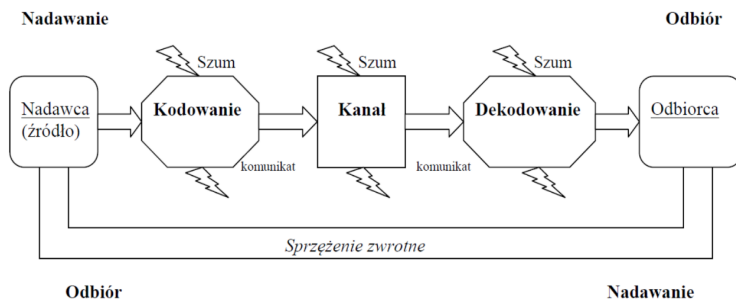 Nadawanie
Odbiór
Szum
Szum
Szum
Nadawca
(źródło)
Kodowanie
Kanał
Dekodowanie
Odbiorca
komunikat
komunikat
Sprzężenie zwrotne
Odbiór
Nadawanie